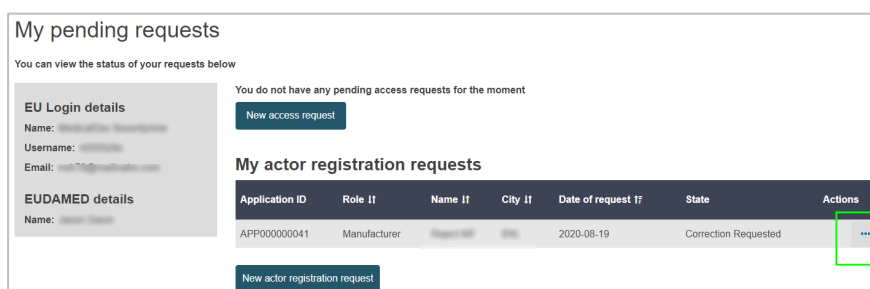 My pending requests
You can view the status of your requests below
EU Login details
Name:
Username:
Email:
EUDAMED details
Name:
You do not have any pending access requests for the moment
New access request
My actor registration requests
Application ID Role Name City Date of request State Actions
APP000000041 Manufacturer 2020-08-19 Correction Requested
New actor registration request